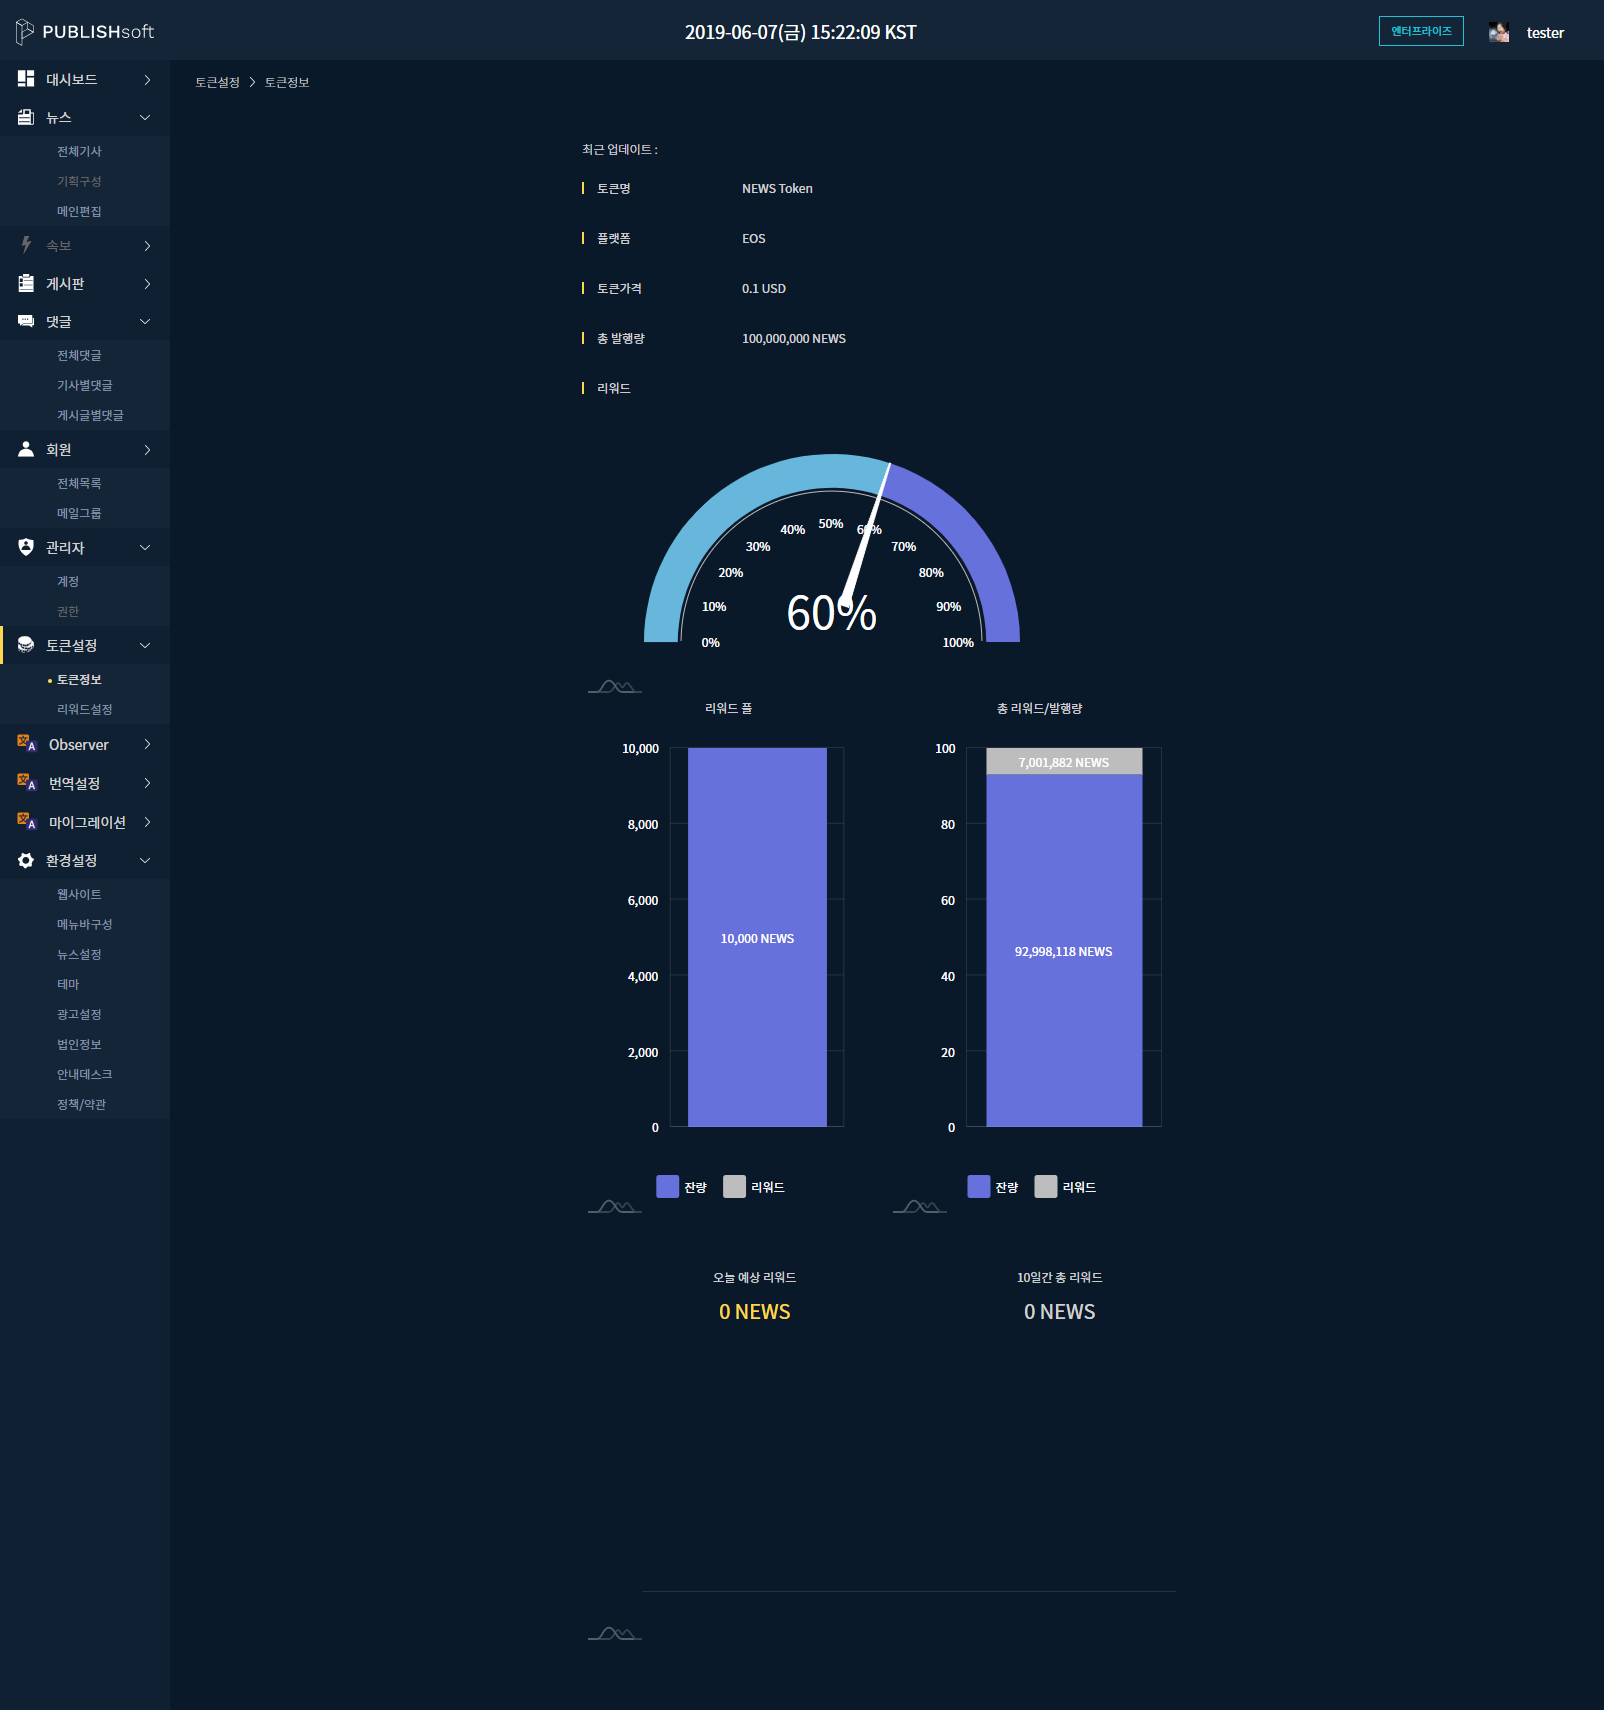 PUBLISHsoft
2019-06-07(금) 15:22:09 KST
엔터프라이즈
tester
대시보드
뉴스
전체기사
기획구성
메인편집
속보
게시판
댓글
전체댓글
기사별댓글
게시글별댓글
회원
전체목록
메일그룹
관리자
계정
권한
토큰설정
토큰정보
리워드설정
Observer
번역설정
마이그레이션
환경설정
웹사이트
메뉴바구성
뉴스설정
테마
광고설정
법인정보
안내데스크
정책/약관
토큰설정 > 토큰정보
최근 업데이트 :
토큰명 NEWS Token
플랫폼 EOS
토큰가격 0.1 USD
총 발행량 100,000,000 NEWS
리워드
0%
10%
20%
30%
40%
50%
60%
70%
80%
90%
100%
60%
리워드 풀
10,000
8,000
6,000
4,000
2,000
0
10,000 NEWS
잔량 리워드
총 리워드/발행량
100
80
60
40
20
0
7,001,882 NEWS
92,998,118 NEWS
잔량 리워드
오늘 예상 리워드
0 NEWS
10일간 총 리워드
0 NEWS